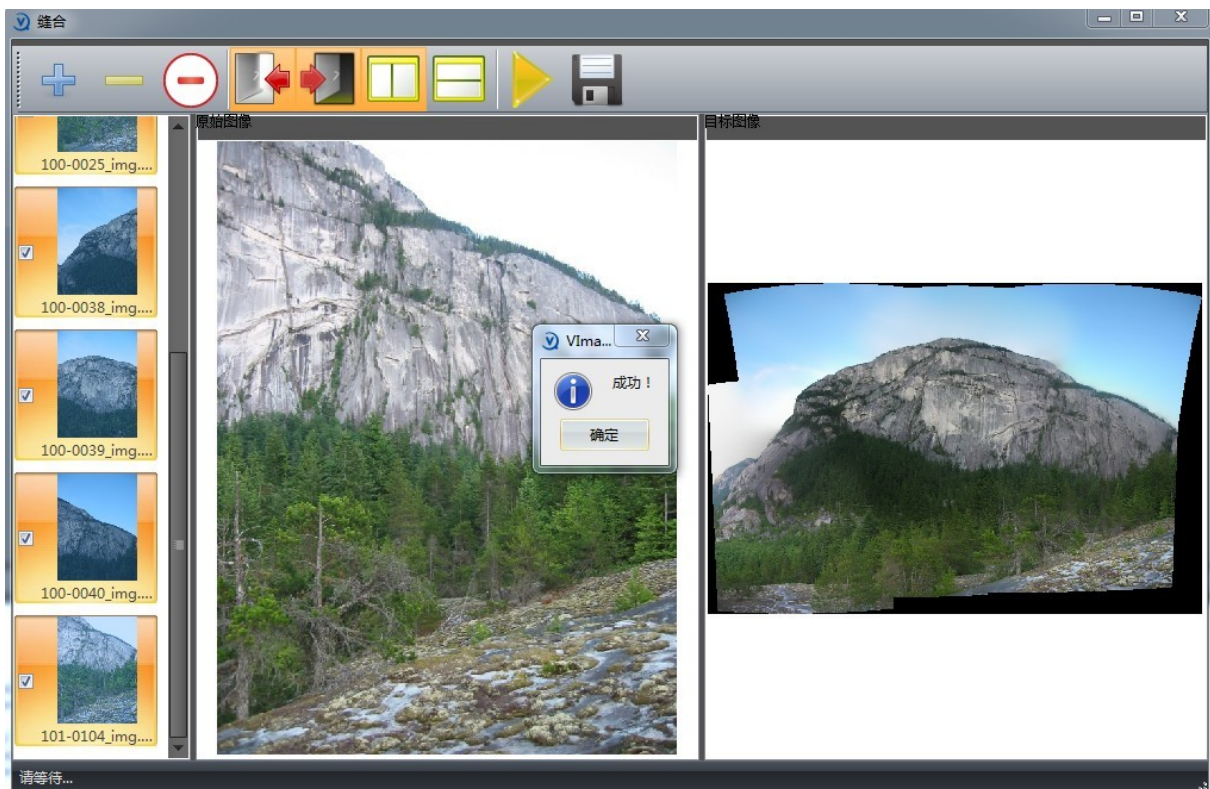 缝合
原始图像
目标图像
100-0025_img....
100-0038_img....
100-0039_img....
100-0040_img....
101-0104_img....
VIma...
成功！
确定
请等待...